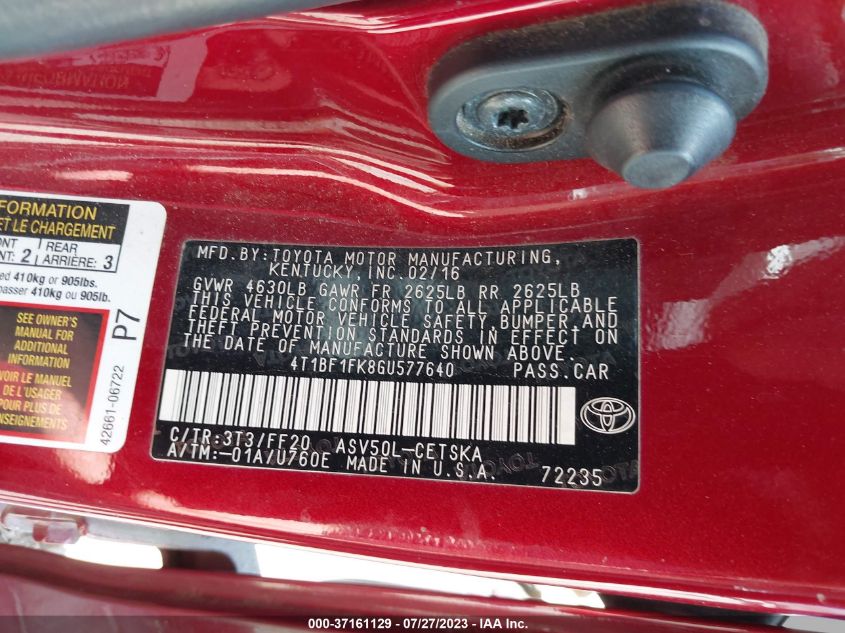 FORMATION
ET LE CHARGEMENT
REAR
2 ARRIÈRE: 3
410kg or 905lbs.
passer 410kg ou 905lbs.
SEE OWNER'S
MANUAL FOR
ADDITIONAL
INFORMATION
VOIR LE MANUEL
POUR PLUS DE
P7
42661-06722
MFD. BY:TOYOTA MOTOR MANUFACTURING,
KENTUCKY, INC. 02/16
GVWR 4630LB GAWR FR 2625LB RR 2625LB
THIS VEHICLE CONFORMS TO ALL APPLICABLE
FEDERAL MOTOR VEHICLE SAFETY, BUMPER, AND
THEFT PREVENTION STANDARDS IN EFFECT ON
THE DATE OF MANUFACTURE SHOWN ABOVE.
4T1BF1FK8GU577640 PASS.CAR
C/TR:3T3/FF20 ASV50L-CETSKA
A/TM:-01A/U760E MADE IN U.S.A. 72235
000-37161129 / 07/27/2023 - IAA Inc.